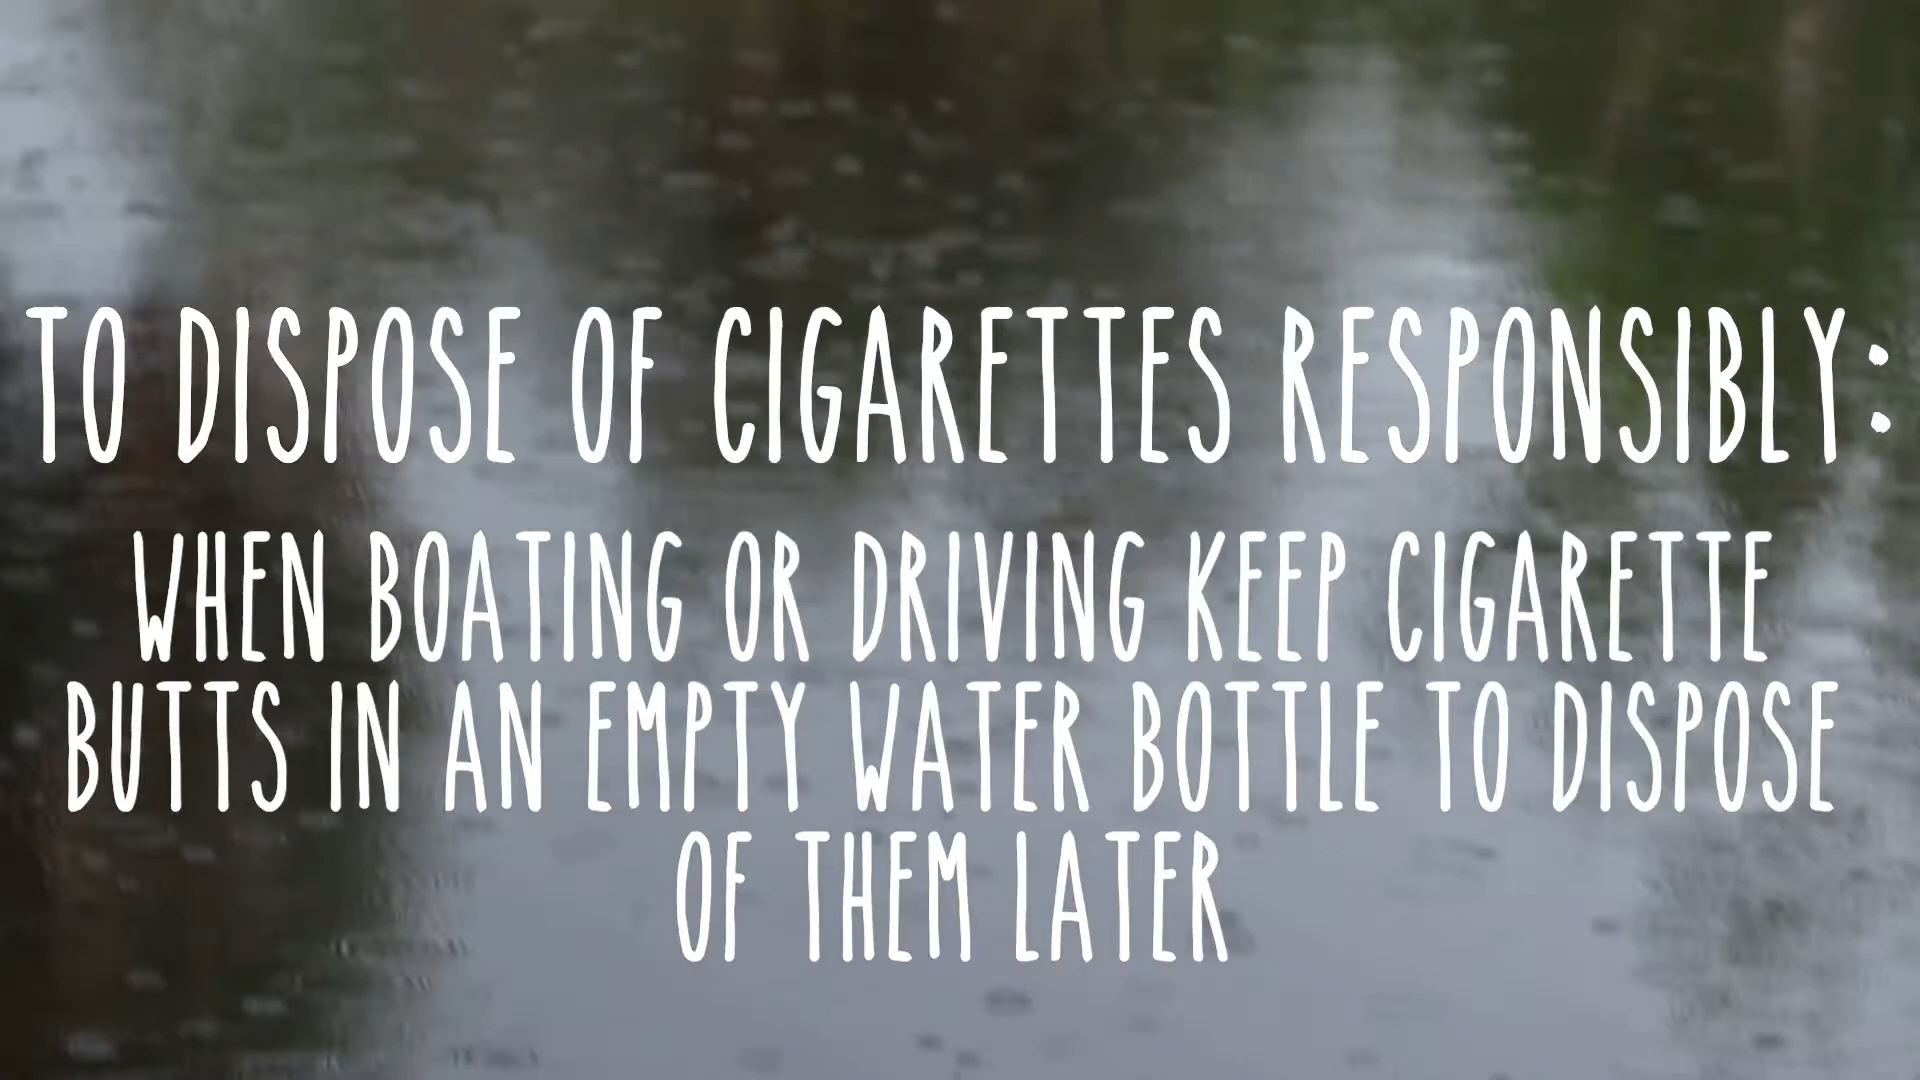 TO DISPOSE OF CIGARETTES RESPONSIBLY:
WHEN BOATING OR DRIVING KEEP CIGARETTE
BUTTS IN AN EMPTY WATER BOTTLE TO DISPOSE
OF THEM LATER